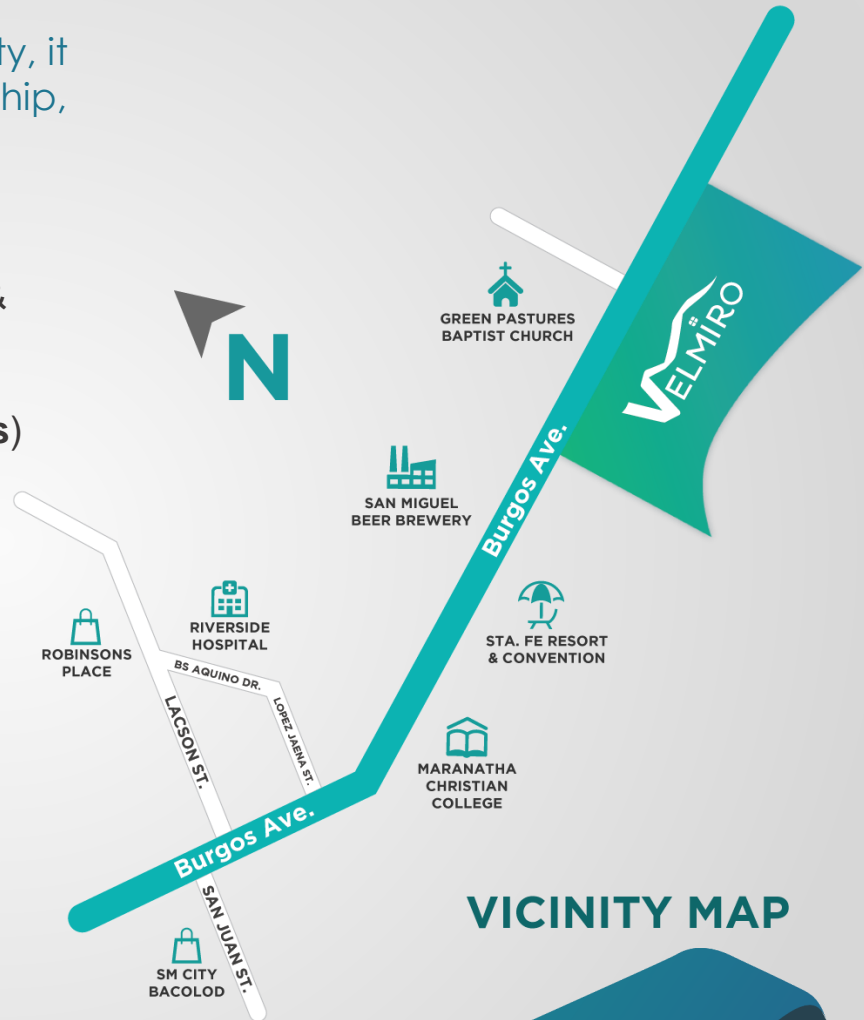 ty, it
hip,
&
s)
N
GREEN PASTURES
BAPTIST CHURCH
VELMIRO
SAN MIGUEL
BEER BREWERY
Burgos Ave.
RIVERSIDE
HOSPITAL
ROBINSONS
PLACE
BS AQUINO DR.
LOPEZ JAENA ST.
LACSON ST.
STA. FE RESORT
& CONVENTION
MARANATHA
CHRISTIAN
COLLEGE
Burgos Ave.
SAN JUAN ST.
SM CITY
BACOLOD
VICINITY MAP